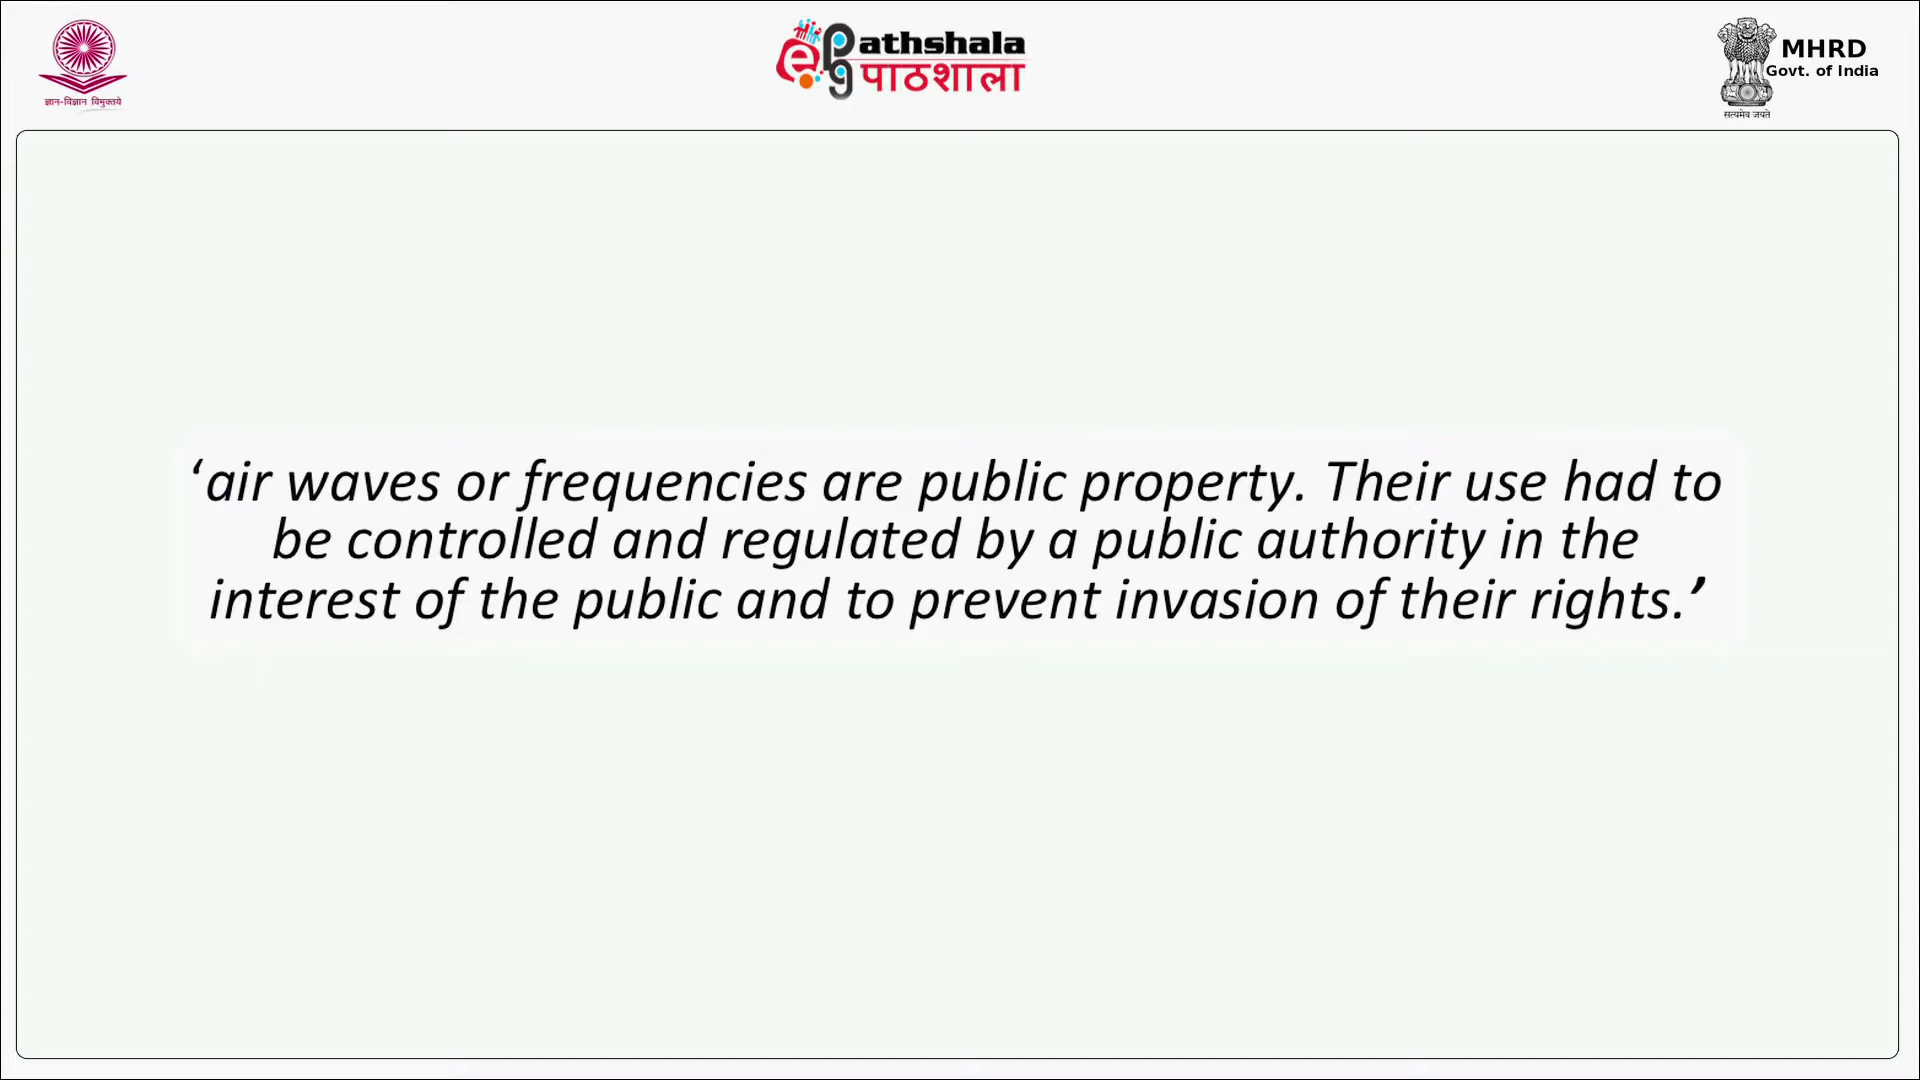 ज्ञान-विज्ञान विमुक्तये
ePG athshala
पाठशाला
MHRD
Govt. of India
सत्यमेव जयते
‘air waves or frequencies are public property. Their use had to
be controlled and regulated by a public authority in the
interest of the public and to prevent invasion of their rights.’